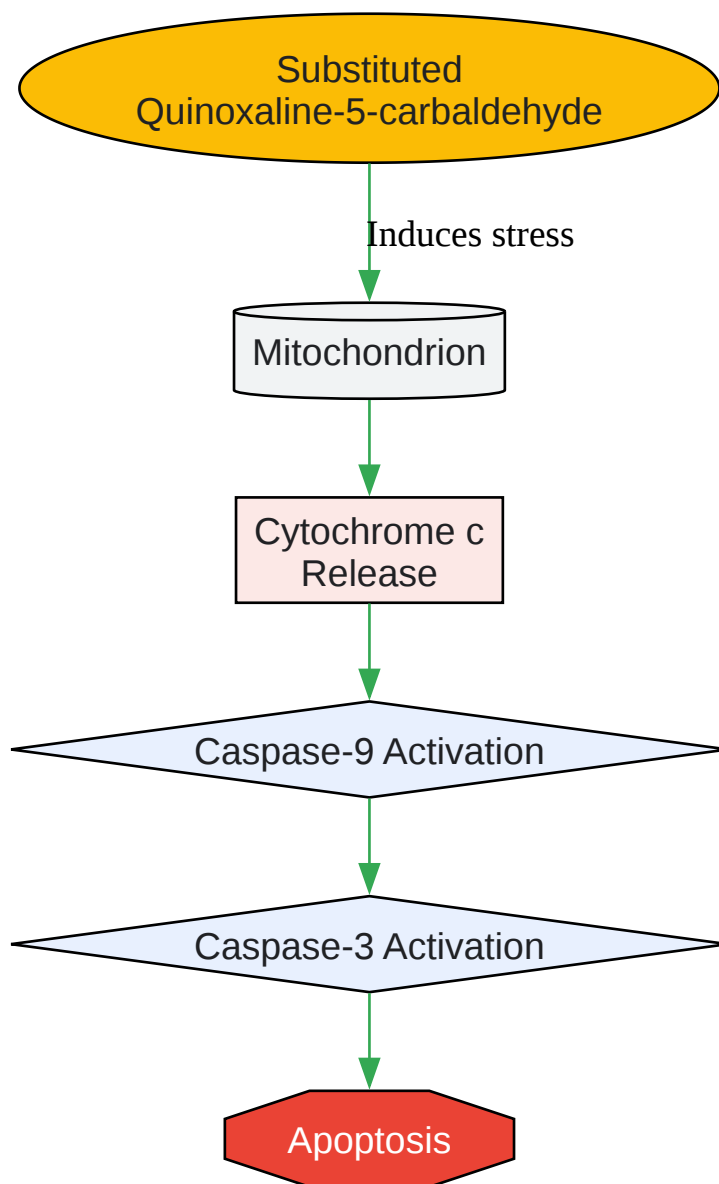 Substituted
Quinoxaline-5-carbaldehyde
Induces stress
Mitochondrion
Cytochrome c
Release
Caspase-9 Activation
Caspase-3 Activation
Apoptosis